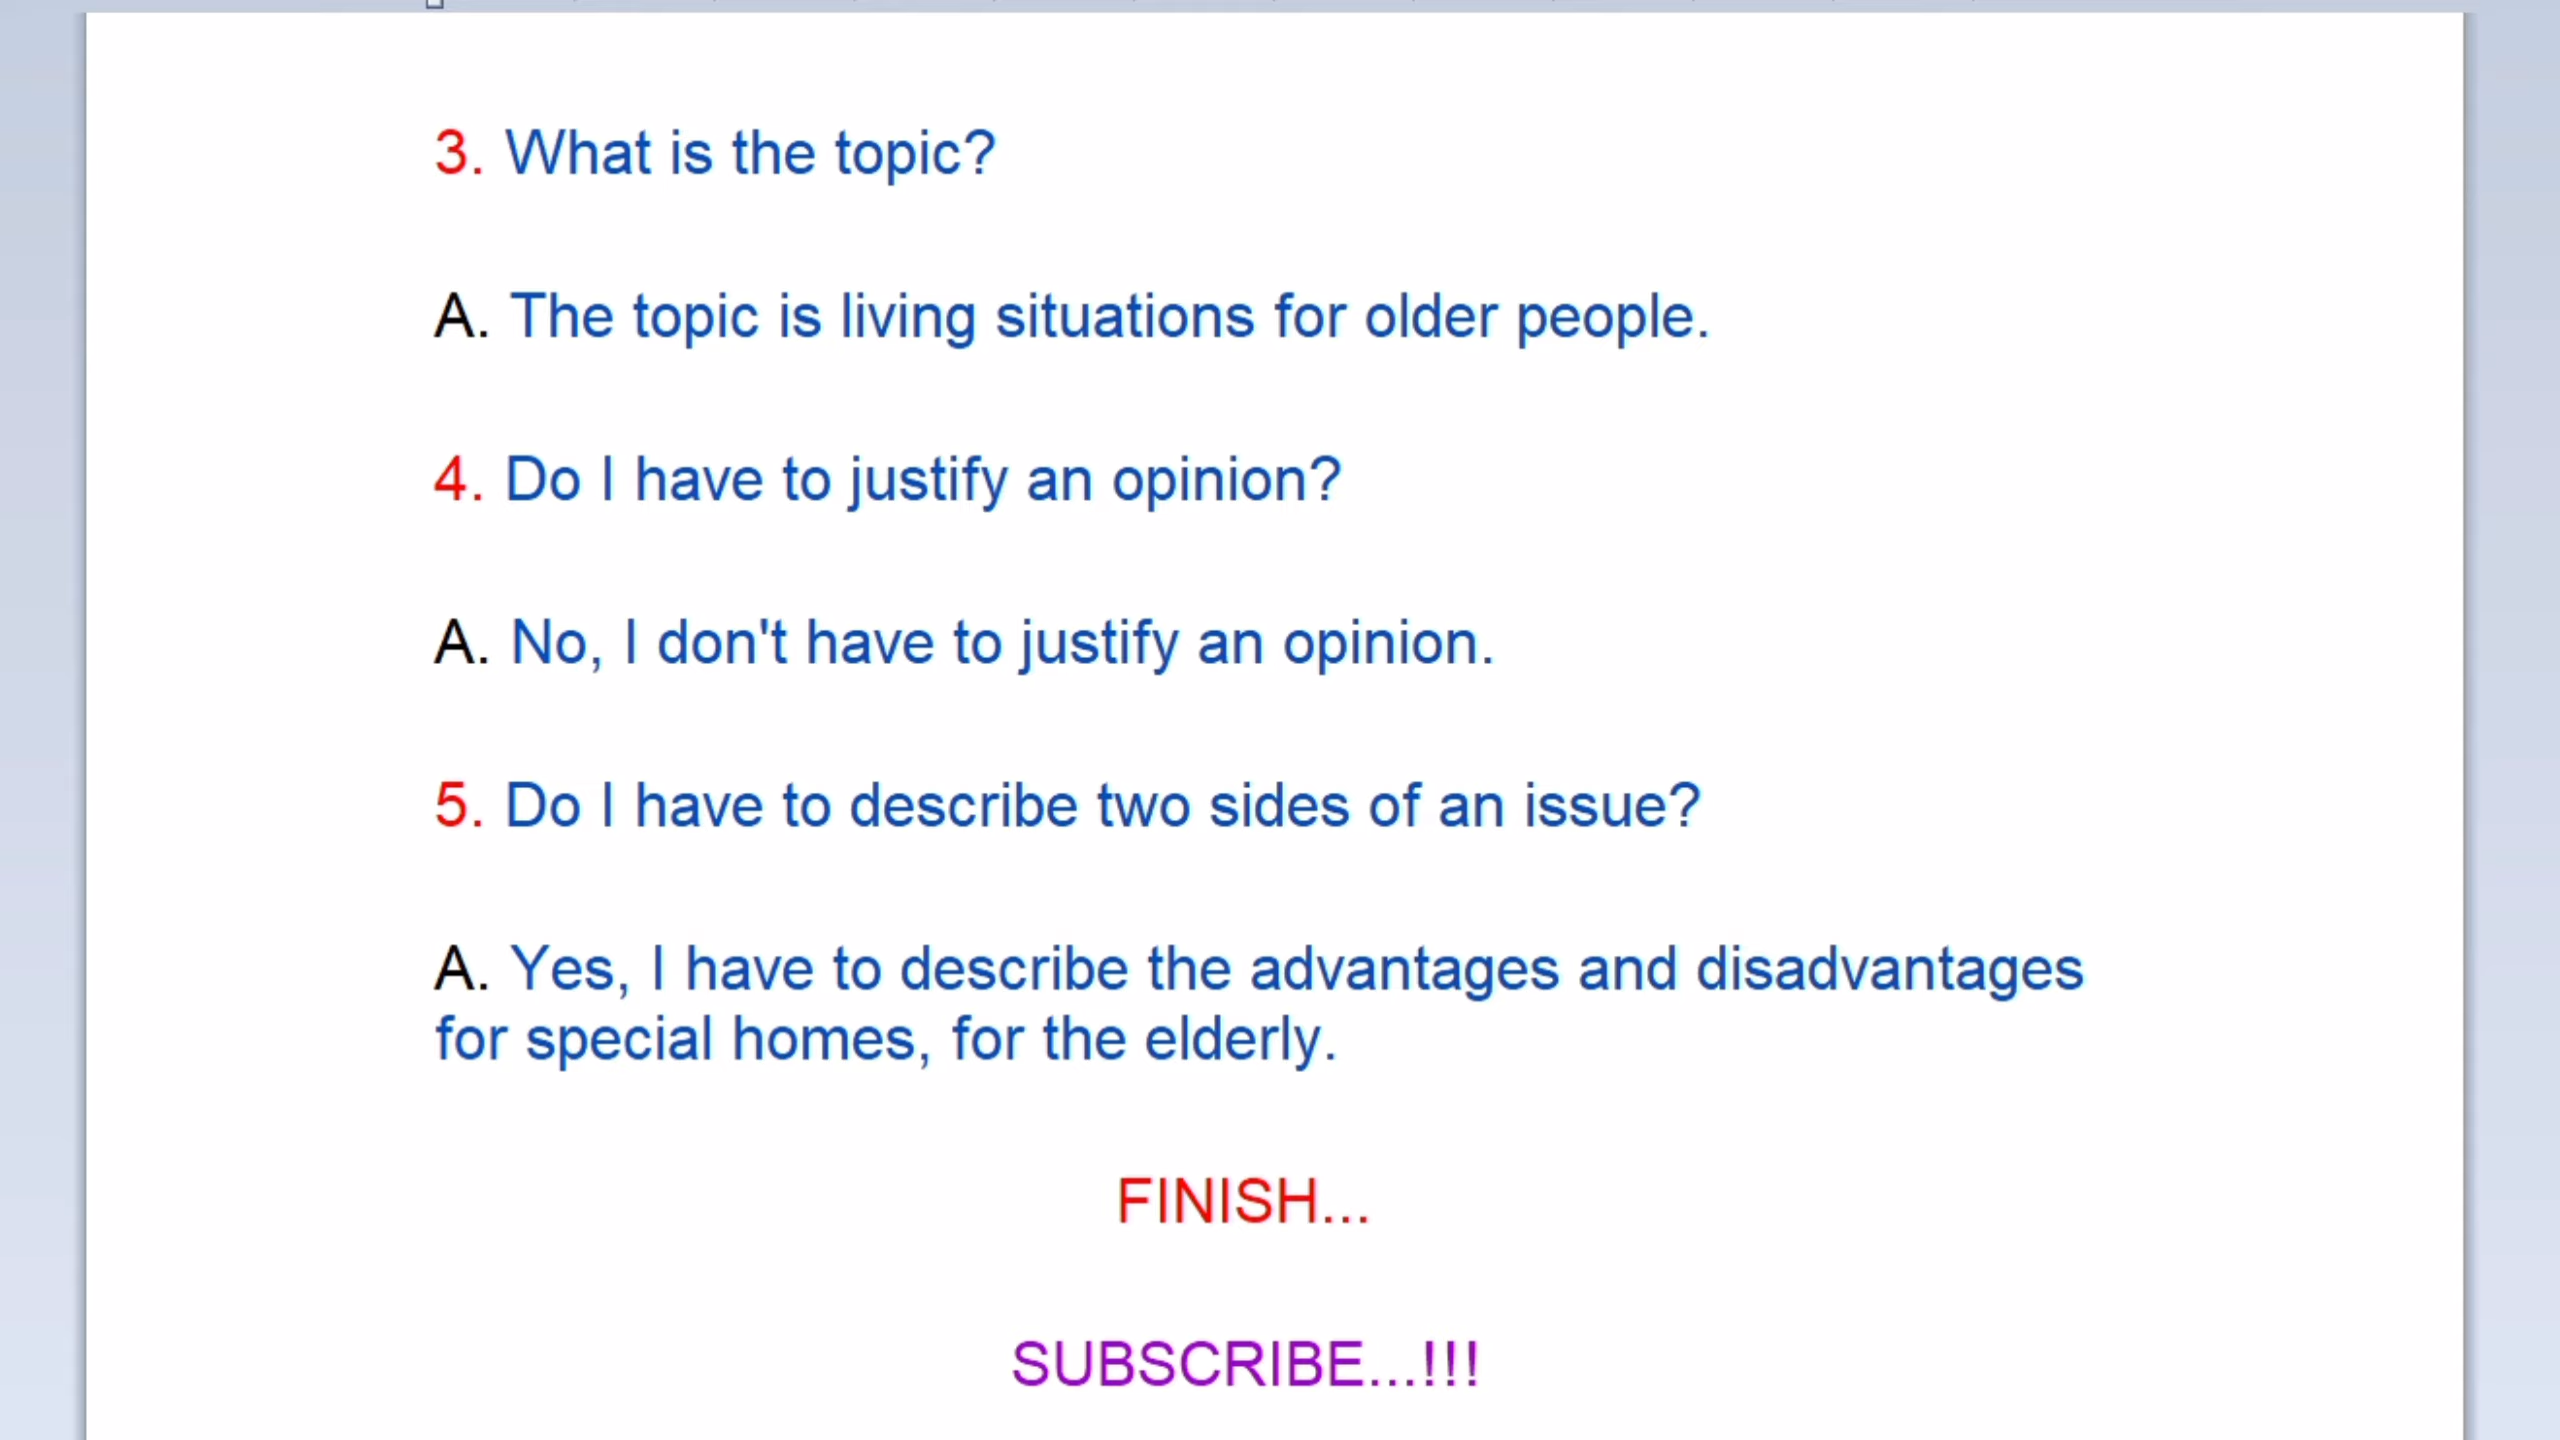 3. What is the topic?
A. The topic is living situations for older people.
4. Do I have to justify an opinion?
A. No, I don't have to justify an opinion.
5. Do I have to describe two sides of an issue?
A. Yes, I have to describe the advantages and disadvantages
for special homes, for the elderly.
FINISH...
SUBSCRIBE...!!!